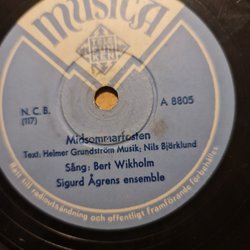 MUSICA
N.C.B.
(117)
A 8805
Midsommarfesten
Text: Helmer Grundström Musik; Nils Björklund
Sång: Bert Wikholm
Sigurd Ågrens ensemble
Rätt till radioutsändning och offentligt framförande förbehålles